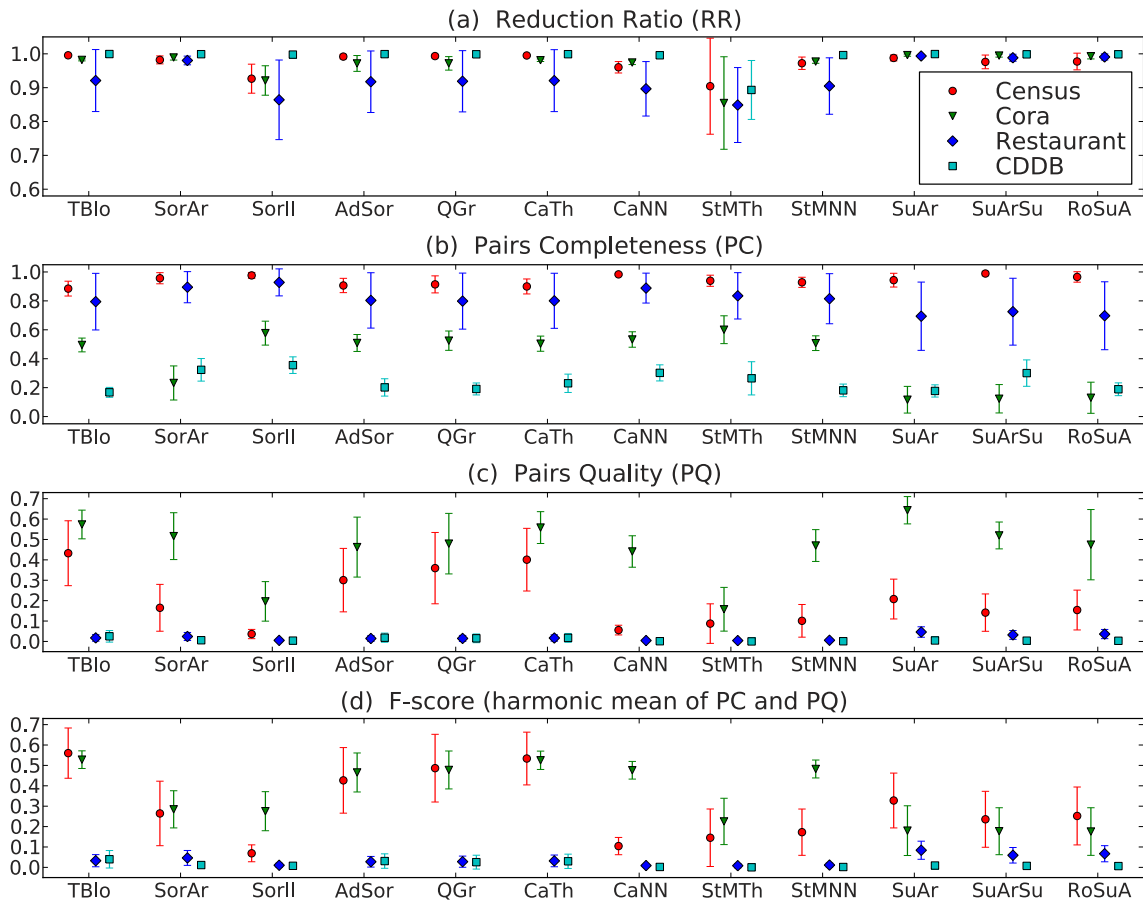 (a) Reduction Ratio (RR)
1.0
0.9
0.8
0.7
0.6
Census
Cora
Restaurant
CDDB
TBlo SorAr SorII AdSor QGr CaTh CaNN StMTh StMNN SuAr SuArSu RoSuA
(b) Pairs Completeness (PC)
1.0
0.8
0.6
0.4
0.2
0.0
TBlo SorAr SorII AdSor QGr CaTh CaNN StMTh StMNN SuAr SuArSu RoSuA
(c) Pairs Quality (PQ)
0.7
0.6
0.5
0.4
0.3
0.2
0.1
0.0
TBlo SorAr SorII AdSor QGr CaTh CaNN StMTh StMNN SuAr SuArSu RoSuA
(d) F-score (harmonic mean of PC and PQ)
0.7
0.6
0.5
0.4
0.3
0.2
0.1
0.0
TBlo SorAr SorII AdSor QGr CaTh CaNN StMTh StMNN SuAr SuArSu RoSuA